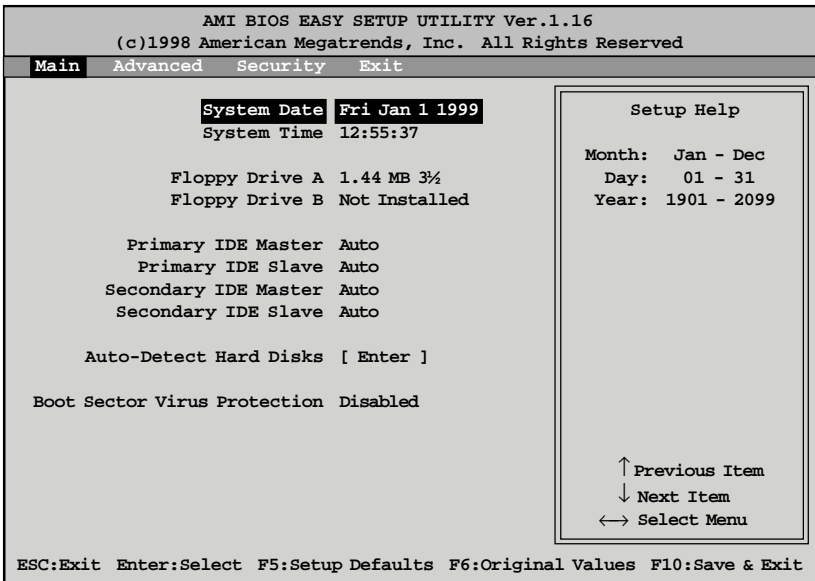 AMI BIOS EASY SETUP UTILITY Ver.1.16
(c)1998 American Megatrends, Inc. All Rights Reserved
Main Advanced Security Exit
System Date Fri Jan 1 1999
System Time 12:55:37
Floppy Drive A 1.44 MB 3½
Floppy Drive B Not Installed
Primary IDE Master Auto
Primary IDE Slave Auto
Secondary IDE Master Auto
Secondary IDE Slave Auto
Auto-Detect Hard Disks [ Enter ]
Boot Sector Virus Protection Disabled
Setup Help
Month: Jan - Dec
Day: 01 - 31
Year: 1901 - 2099
↑ Previous Item
↓ Next Item
←→ Select Menu
ESC:Exit Enter:Select F5:Setup Defaults F6:Original Values F10:Save & Exit